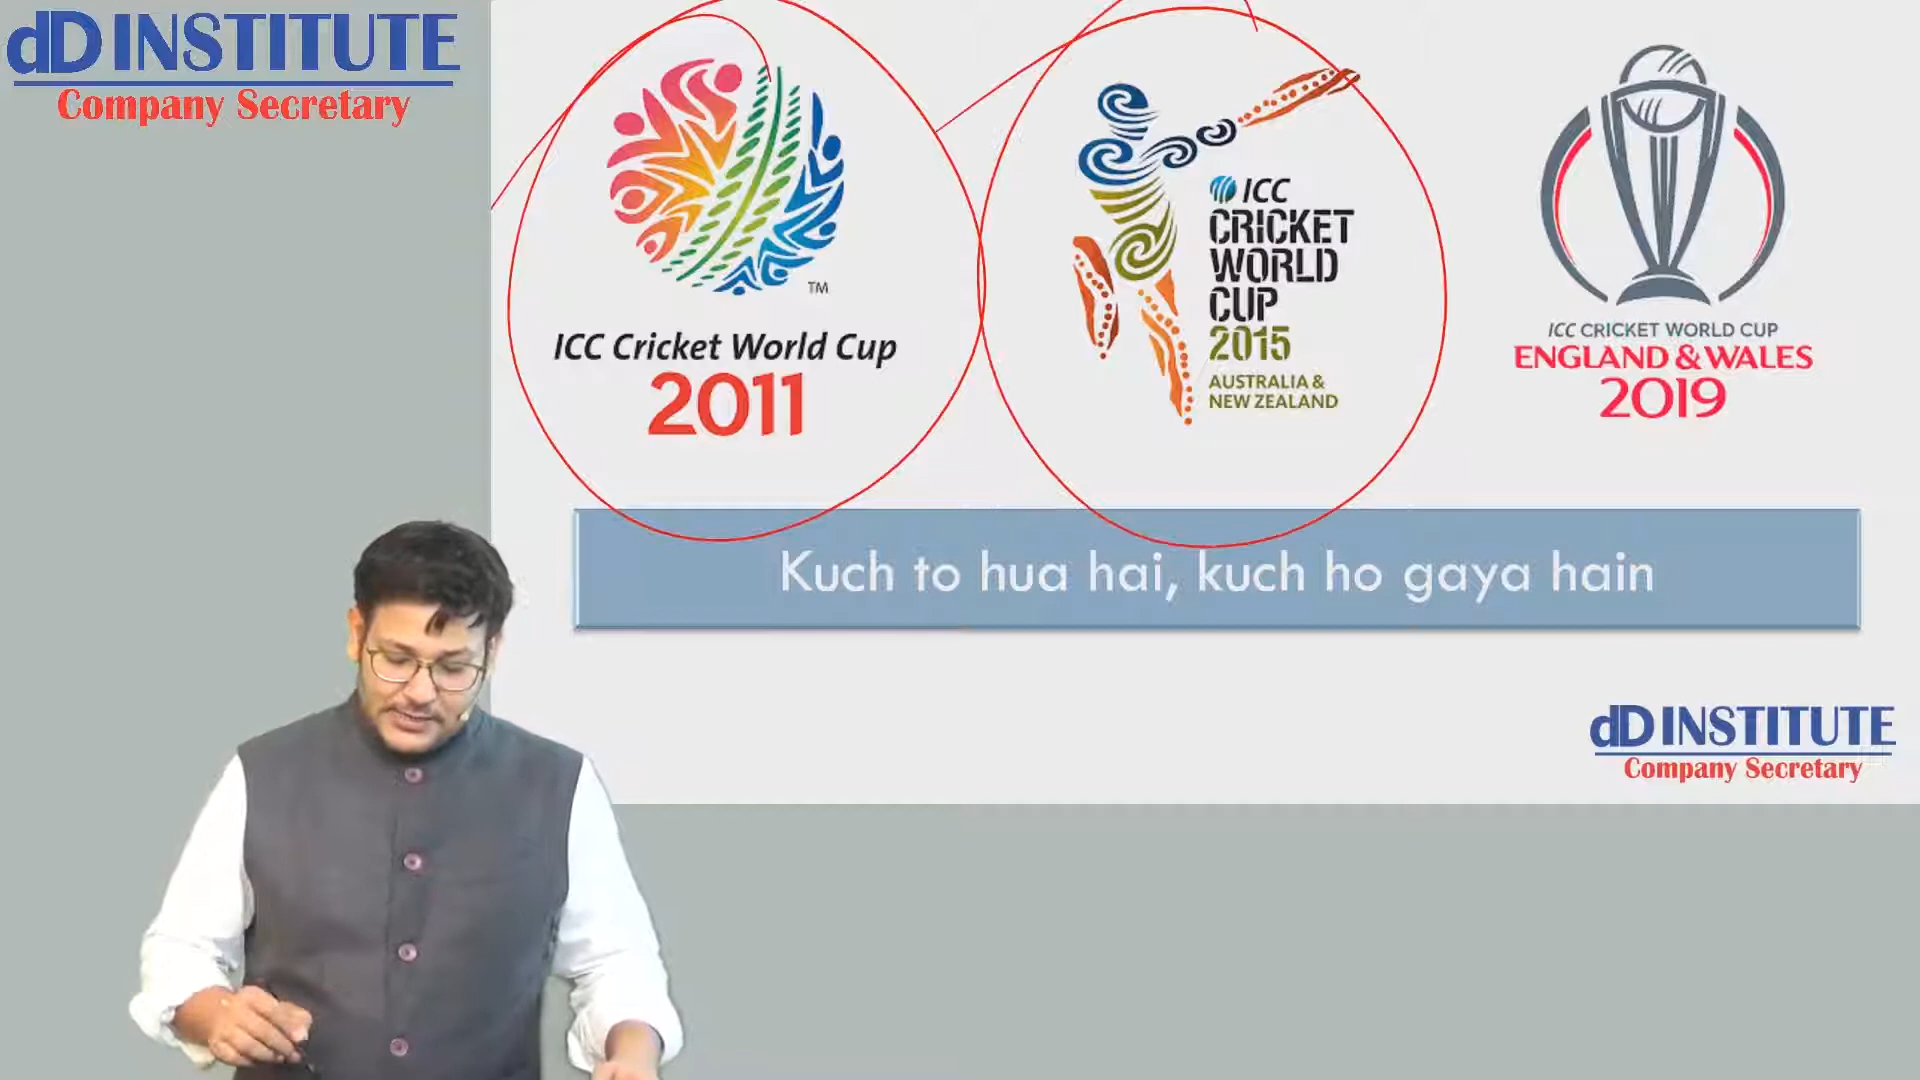 dD INSTITUTE
Company Secretary
TM
ICC Cricket World Cup
2011
ICC
CRICKET
WORLD
CUP
2015
AUSTRALIA &
NEW ZEALAND
ICC CRICKET WORLD CUP
ENGLAND & WALES
2019
Kuch to hua hai, kuch ho gaya hain
dD INSTITUTE
Company Secretary